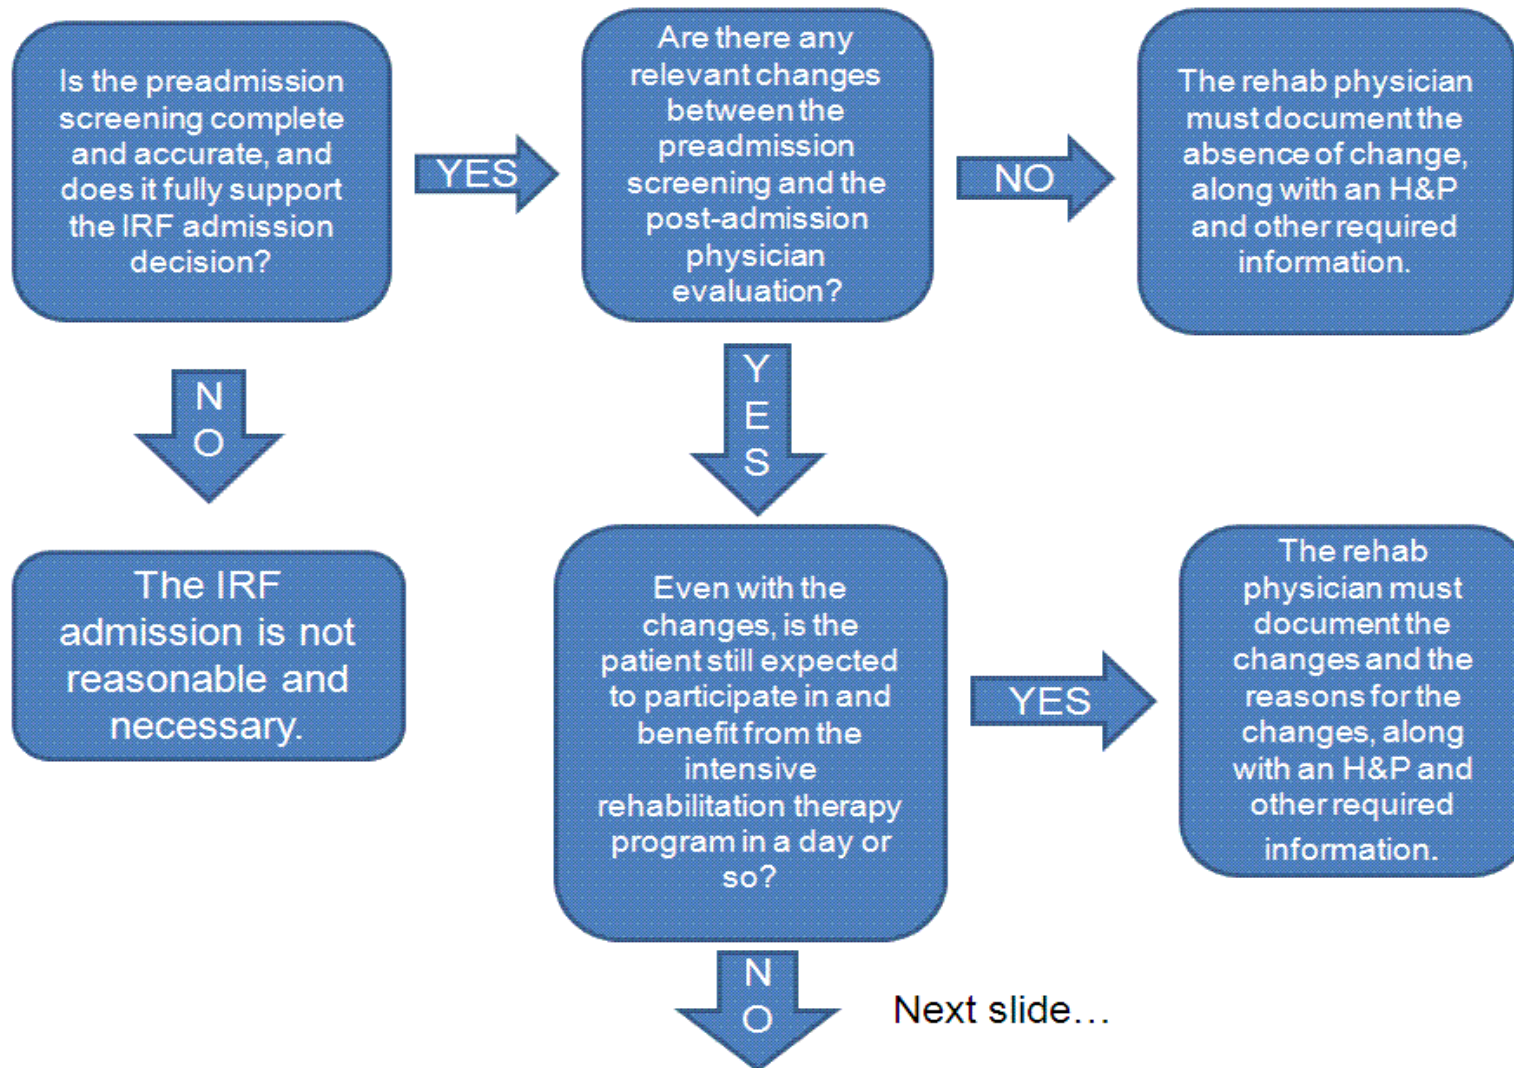 Is the preadmission
screening complete
and accurate, and
does it fully support
the IRF admission
decision?
YES
Are there any
relevant changes
between the
preadmission
screening and the
post-admission
physician
evaluation?
NO
The rehab physician
must document the
absence of change,
along with an H&P
and other required
information.
N
O
Y
E
S
The IRF
admission is not
reasonable and
necessary.
Even with the
changes, is the
patient still expected
to participate in and
benefit from the
intensive
rehabilitation therapy
program in a day or
so?
YES
The rehab
physician must
document the
changes and the
reasons for the
changes, along
with an H&P and
other required
information.
N
O
Next slide…